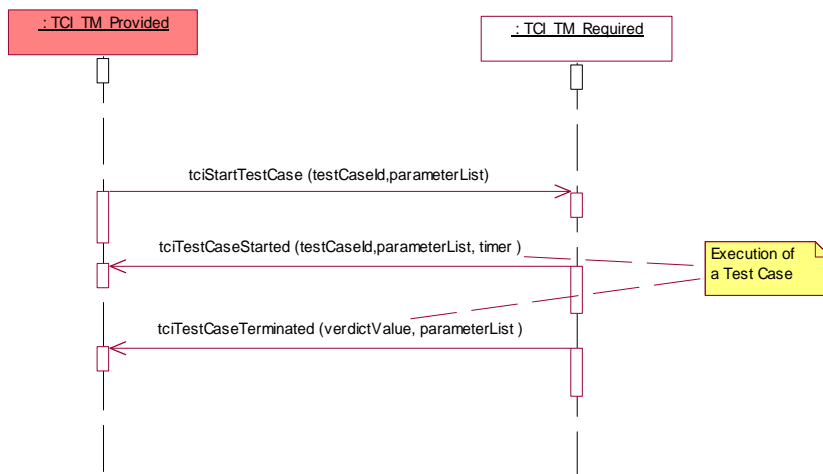 : TCI_TM_Provided
: TCI_TM_Required
tciStartTestCase (testCaseId,parameterList)
tciTestCaseStarted (testCaseId,parameterList, timer )
Execution of
a Test Case
tciTestCaseTerminated (verdictValue, parameterList )